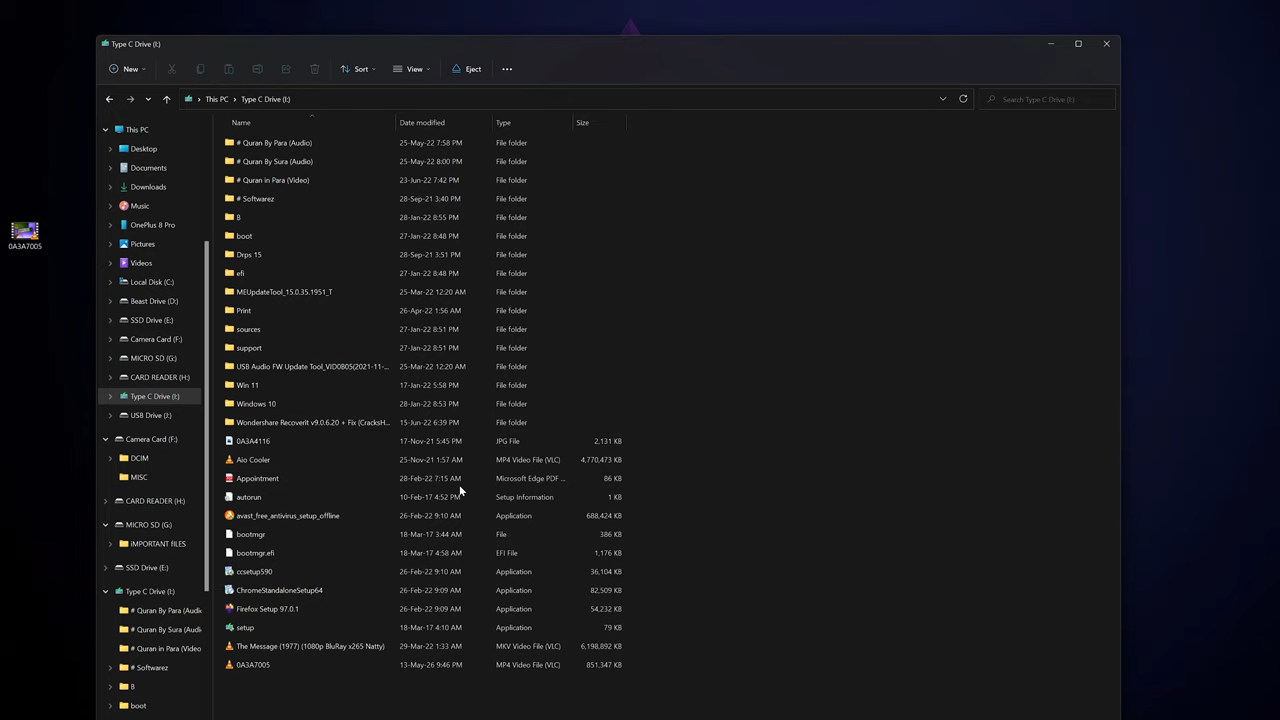 Type C Drive (I:)
New Sort View Eject
This PC > Type C Drive (I:) Search Type C Drive (I:)
Name Date modified Type Size
This PC
Desktop
Documents
Downloads
Music
OnePlus 8 Pro
Pictures
Videos
Local Disk (C:)
Beast Drive (D:)
SSD Drive (E:)
Camera Card (F:)
MICRO SD (G:)
CARD READER (H:)
Type C Drive (I:)
USB Drive (J:)
Camera Card (F:)
DCIM
MISC
CARD READER (H:)
MICRO SD (G:)
IMPORTANT FILES
SSD Drive (E:)
Type C Drive (I:)
# Quran By Para (Audi
# Quran By Sura (Audi
# Quran in Para (Video
# Softwarez
B
boot
# Quran By Para (Audio) 25-May-22 7:58 PM File folder
# Quran By Sura (Audio) 25-May-22 8:00 PM File folder
# Quran in Para (Video) 23-Jun-22 7:42 PM File folder
# Softwarez 28-Sep-21 3:40 PM File folder
B 28-Jan-22 8:55 PM File folder
boot 27-Jan-22 8:48 PM File folder
Drps 15 28-Sep-21 3:51 PM File folder
efi 27-Jan-22 8:48 PM File folder
MEUpdateTool_15.0.35.1951_T 25-Mar-22 12:20 AM File folder
Print 26-Apr-22 1:56 AM File folder
sources 27-Jan-22 8:51 PM File folder
support 27-Jan-22 8:51 PM File folder
USB Audio FW Update Tool_VID0B05(2021-11-... 25-Mar-22 12:20 AM File folder
Win 11 17-Jan-22 5:58 PM File folder
Windows 10 28-Jan-22 8:53 PM File folder
Wondershare Recoverit v9.0.6.20 + Fix (CracksH... 15-Jun-22 6:39 PM File folder
0A3A4116 17-Nov-21 5:45 PM JPG File 2,131 KB
Aio Cooler 25-Nov-21 1:57 AM MP4 Video File (VLC) 4,770,473 KB
Appointment 28-Feb-22 7:15 AM Microsoft Edge PDF ... 86 KB
autorun 10-Feb-17 4:52 PM Setup Information 1 KB
avast_free_antivirus_setup_offline 26-Feb-22 9:10 AM Application 688,424 KB
bootmgr 18-Mar-17 3:44 AM File 386 KB
bootmgr.efi 18-Mar-17 4:58 AM EFI File 1,176 KB
ccsetup590 26-Feb-22 9:10 AM Application 36,104 KB
ChromeStandaloneSetup64 26-Feb-22 9:09 AM Application 82,509 KB
Firefox Setup 97.0.1 26-Feb-22 9:09 AM Application 54,232 KB
setup 18-Mar-17 4:10 AM Application 79 KB
The Message (1977) (1080p BluRay x265 Natty) 29-Mar-22 1:33 AM MKV Video File (VLC) 6,198,892 KB
0A3A7005 13-May-26 9:46 PM MP4 Video File (VLC) 851,347 KB
0A3A7005